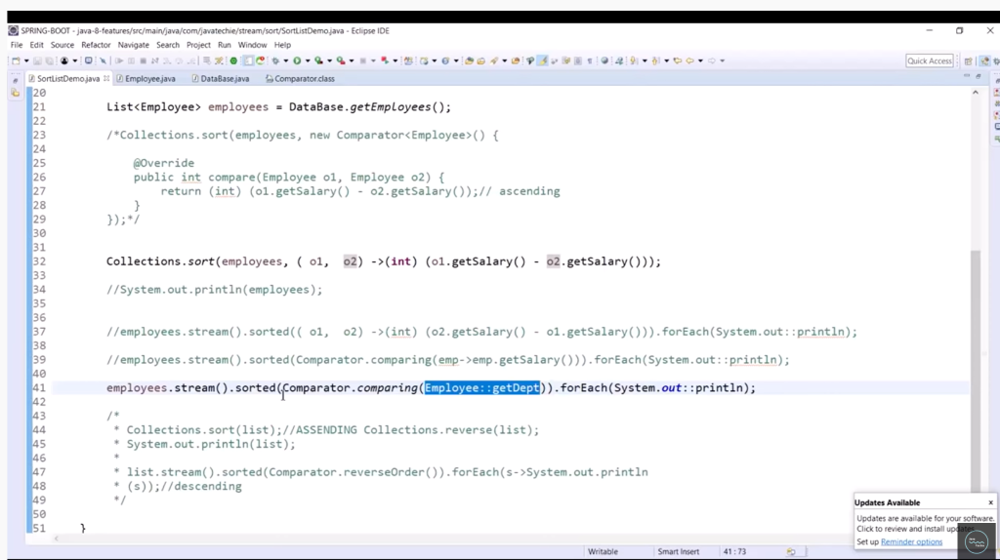 SPRING-BOOT - java-8-features/src/main/java/com/javatechie/stream/sort/SortListDemo.java - Eclipse IDE
File Edit Source Refactor Navigate Search Project Run Window Help
Quick Access
SortListDemo.java Employee.java DataBase.java Comparator.class
20
21 List<Employee> employees = DataBase.getEmployees();
22
23 /*Collections.sort(employees, new Comparator<Employee>() {
24
25 @Override
26 public int compare(Employee o1, Employee o2) {
27 return (int) (o1.getSalary() - o2.getSalary());// ascending
28 }
29 });*/
30
31
32 Collections.sort(employees, ( o1, o2) ->(int) (o1.getSalary() - o2.getSalary()));
33
34 //System.out.println(employees);
35
36
37 //employees.stream().sorted(( o1, o2) ->(int) (o2.getSalary() - o1.getSalary())).forEach(System.out::println);
38
39 //employees.stream().sorted(Comparator.comparing(emp->emp.getSalary())).forEach(System.out::println);
40
41 employees.stream().sorted(Comparator.comparing(Employee::getDept)).forEach(System.out::println);
42
43 /*
44 * Collections.sort(list);//ASSENDING Collections.reverse(list);
45 * System.out.println(list);
46 *
47 * list.stream().sorted(Comparator.reverseOrder()).forEach(s->System.out.println
48 * (s));//descending
49 */
50
51 }
Updates Available x
Updates are available for your software.
Click to review and install updates.
Set up Reminder options
Writable Smart Insert 41 : 73